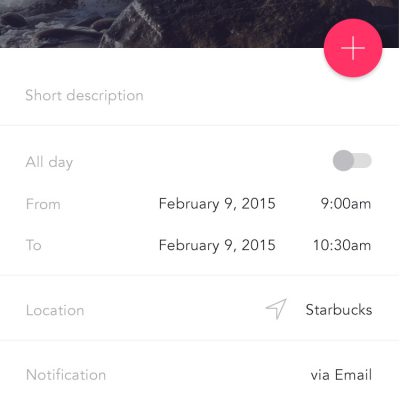 Short description
All day
From February 9, 2015 9:00am
To February 9, 2015 10:30am
Location Starbucks
Notification via Email